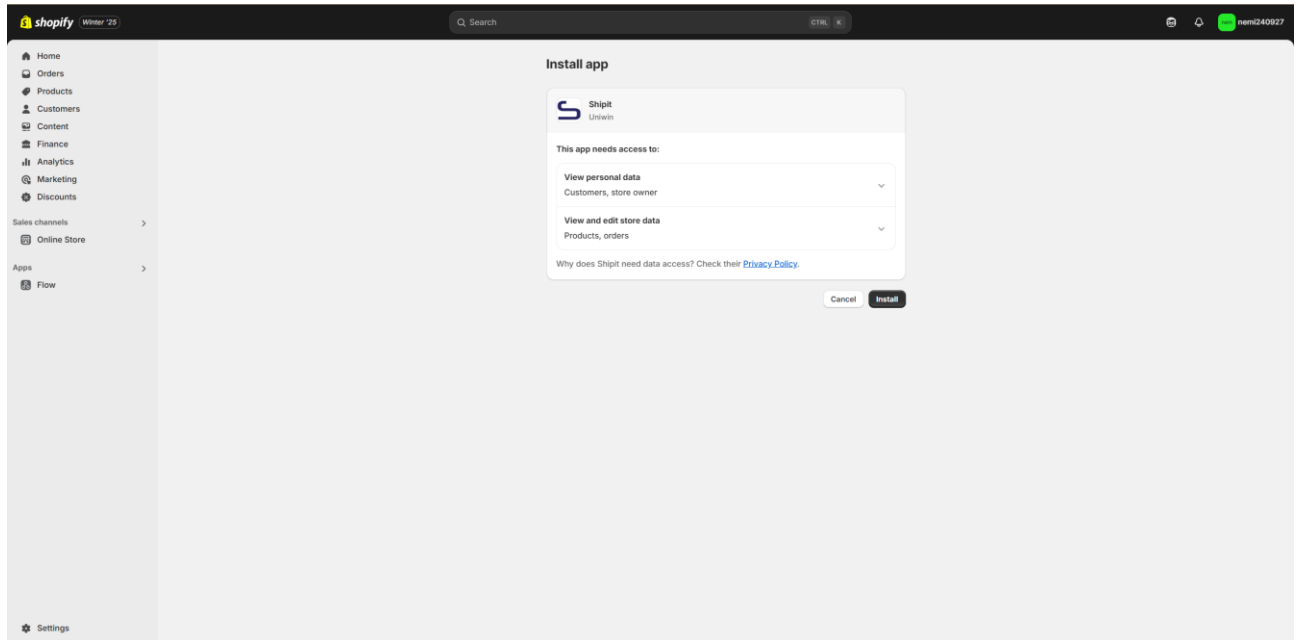 shopify Winter '25
Search
CTRL K
nemi240927
Home
Orders
Products
Customers
Content
Finance
Analytics
Marketing
Discounts
Sales channels
Online Store
Apps
Flow
Settings
Install app
Shipit
Uniwin
This app needs access to:
View personal data
Customers, store owner
View and edit store data
Products, orders
Why does Shipit need data access? Check their Privacy Policy.
Cancel
Install